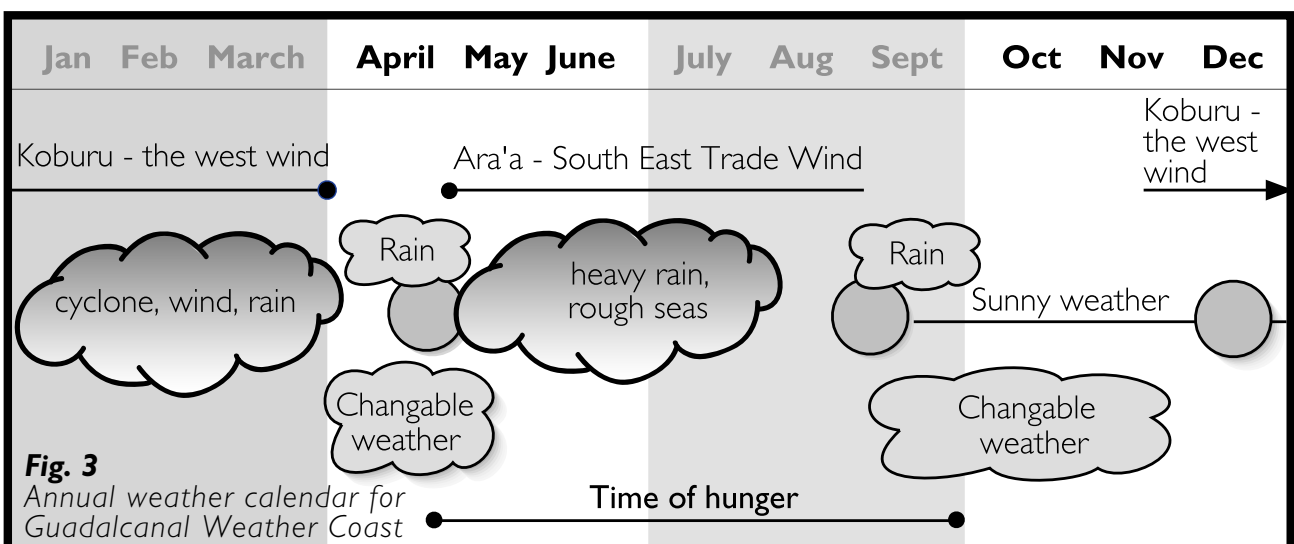 Jan Feb March April May June July Aug Sept Oct Nov Dec
Koburu - the west wind
Ara'a - South East Trade Wind
Koburu -
the west
wind
cyclone, wind, rain
Rain
heavy rain,
rough seas
Rain
Sunny weather
Changable
weather
Changable
weather
Time of hunger
Fig. 3
Annual weather calendar for
Guadalcanal Weather Coast